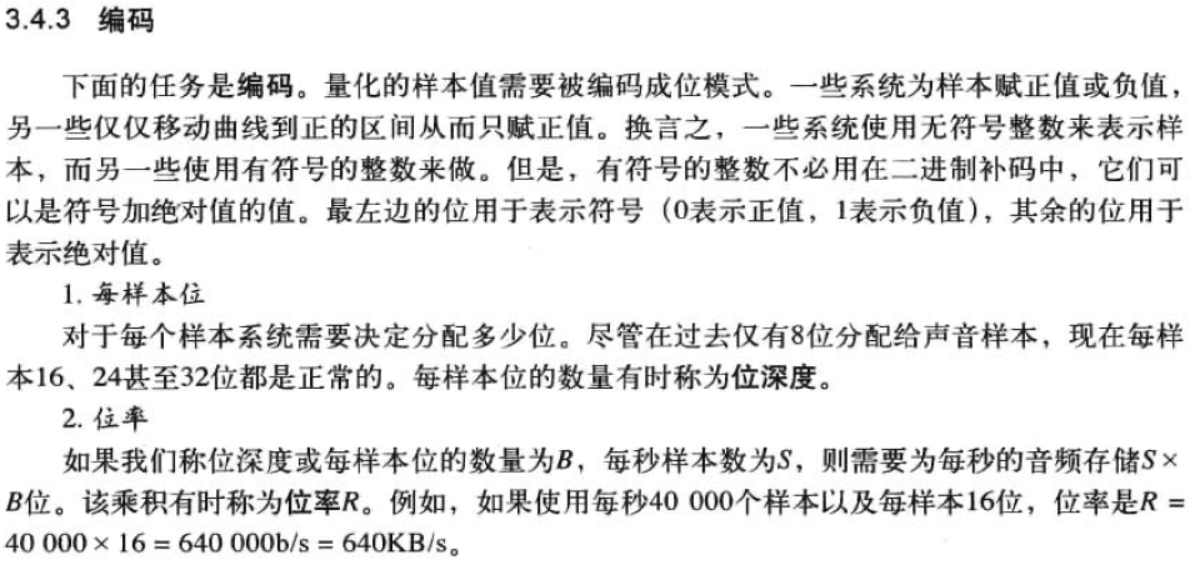 3.4.3 编码
下面的任务是编码。量化的样本值需要被编码成位模式。一些系统为样本赋正值或负值，
另一些仅仅移动曲线到正的区间从而只赋正值。换言之，一些系统使用无符号整数来表示样
本，而另一些使用有符号的整数来做。但是，有符号的整数不必用在二进制补码中，它们可
以是符号加绝对值的值。最左边的位用于表示符号（0表示正值，1表示负值），其余的位用于
表示绝对值。
1. 每样本位
对于每个样本系统需要决定分配多少位。尽管在过去仅有8位分配给声音样本，现在每样
本16、24甚至32位都是正常的。每样本位的数量有时称为位深度。
2. 位率
如果我们称位深度或每样本位的数量为B，每秒样本数为S，则需要为每秒的音频存储S×
B位。该乘积有时称为位率R。例如，如果使用每秒40 000个样本以及每样本16位，位率是R =
40 000 × 16 = 640 000b/s = 640KB/s。